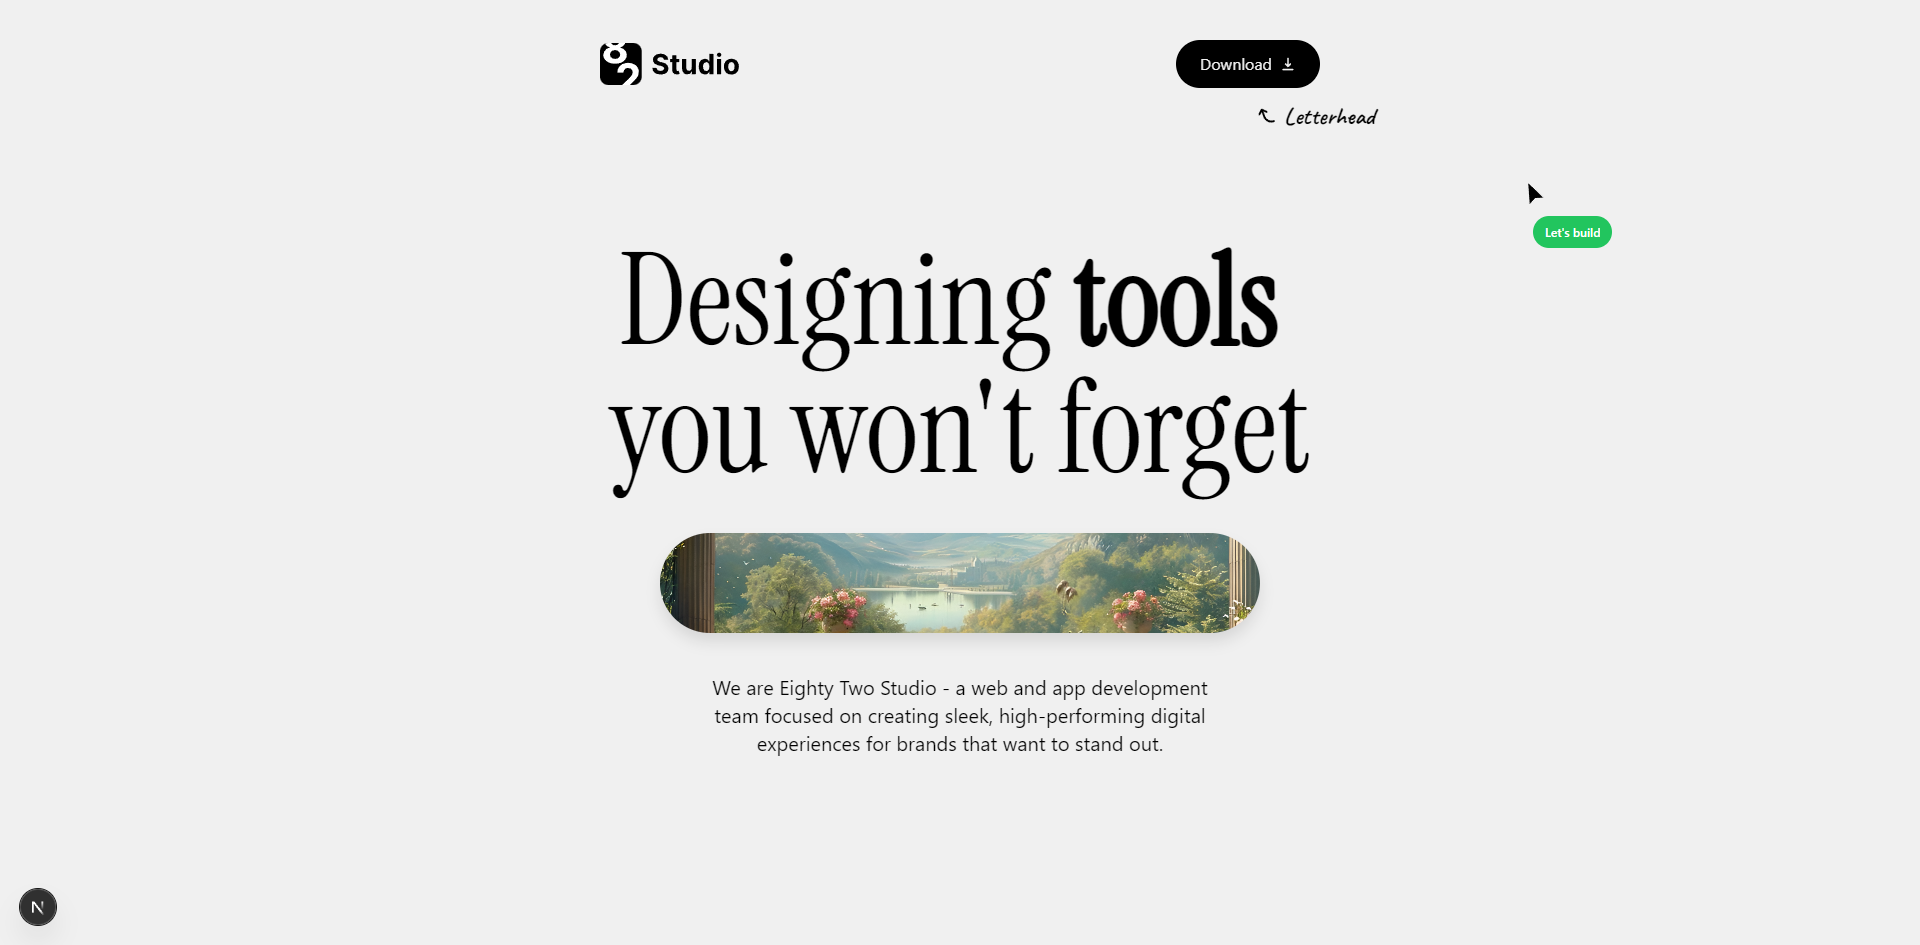 82 Studio
Download
Letterhead
Let's build
Designing tools
you won't forget
We are Eighty Two Studio - a web and app development
team focused on creating sleek, high-performing digital
experiences for brands that want to stand out.
N